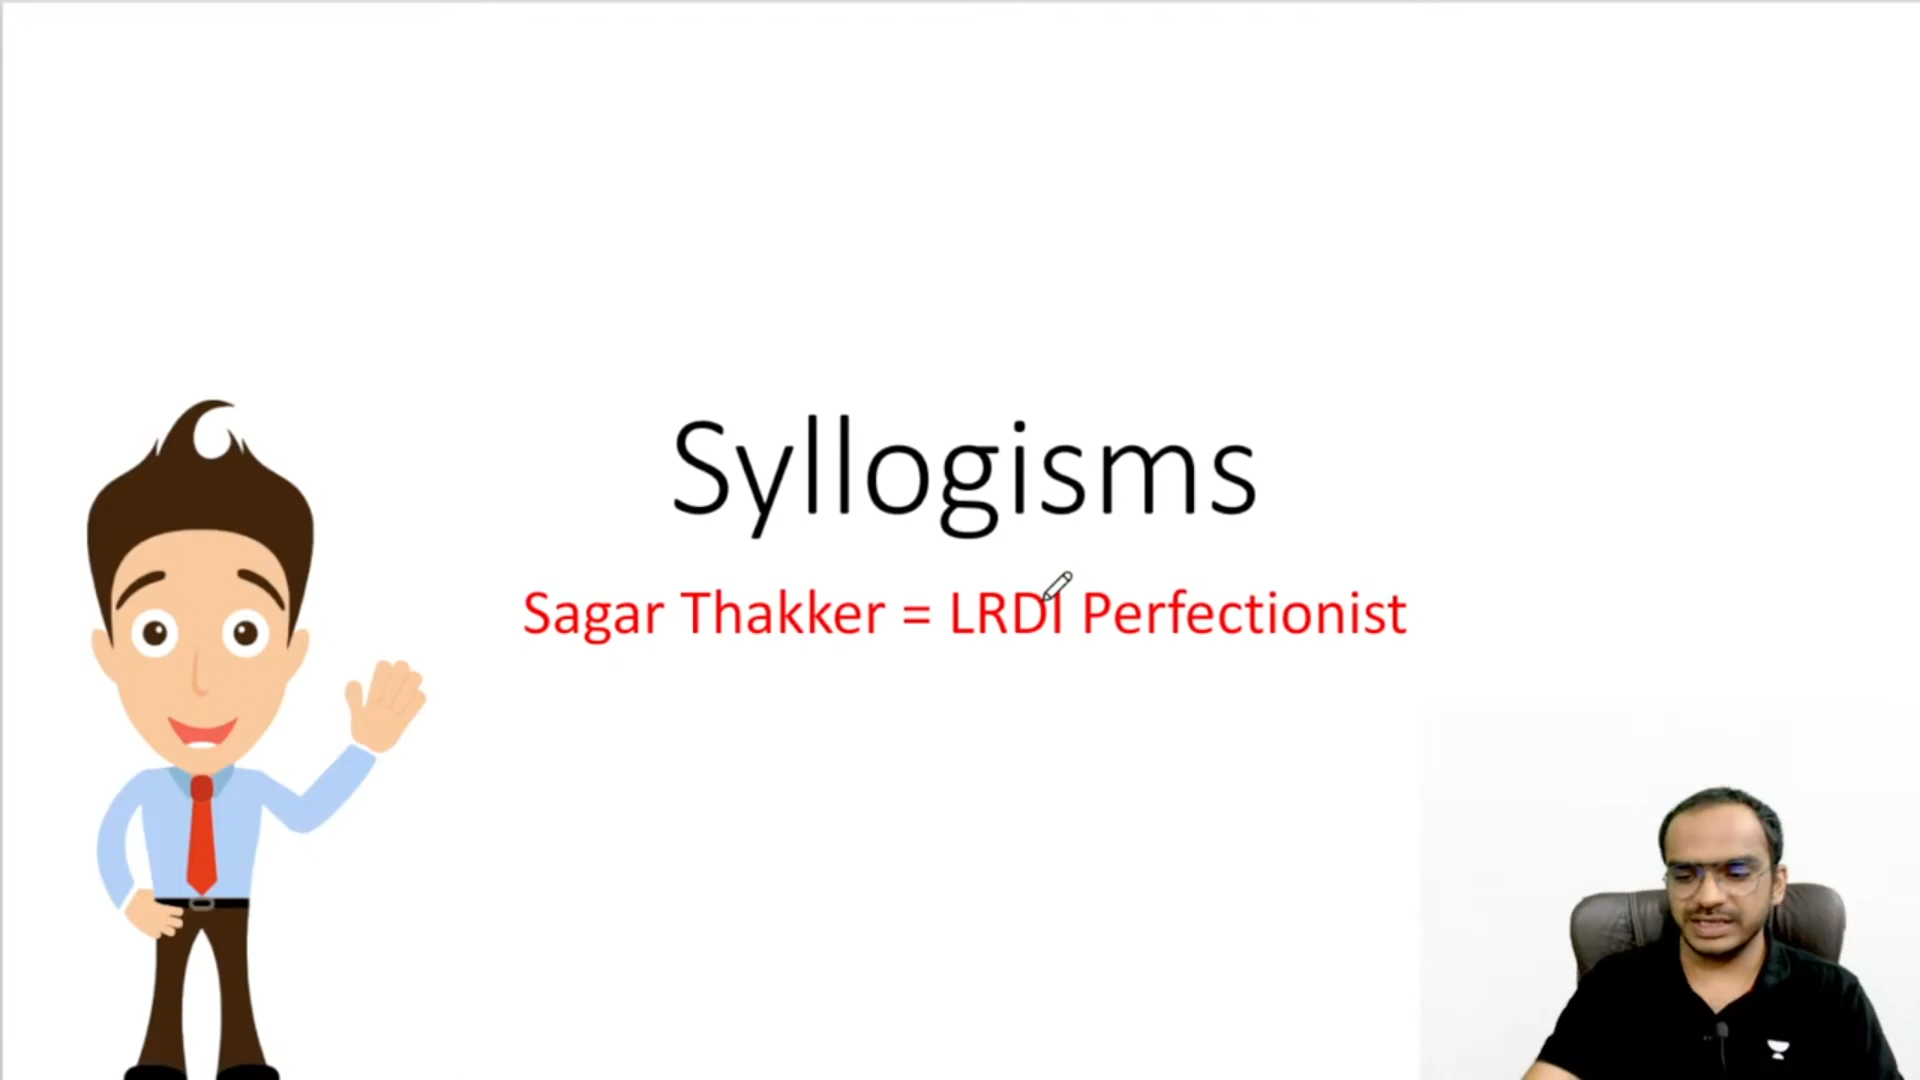 Syllogisms
Sagar Thakker = LRDI Perfectionist